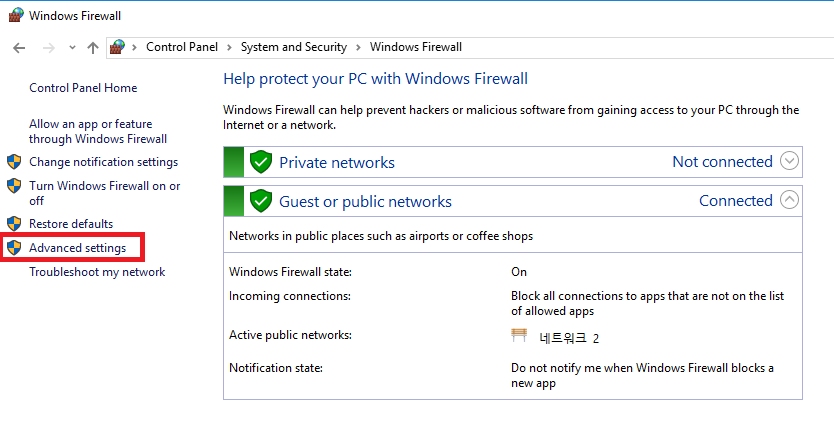 Windows Firewall
Control Panel > System and Security > Windows Firewall
Control Panel Home
Allow an app or feature
through Windows Firewall
Change notification settings
Turn Windows Firewall on or
off
Restore defaults
Advanced settings
Troubleshoot my network
Help protect your PC with Windows Firewall
Windows Firewall can help prevent hackers or malicious software from gaining access to your PC through the
Internet or a network.
Private networks Not connected
Guest or public networks Connected
Networks in public places such as airports or coffee shops
Windows Firewall state: On
Incoming connections: Block all connections to apps that are not on the list
of allowed apps
Active public networks: 네트워크 2
Notification state: Do not notify me when Windows Firewall blocks a
new app